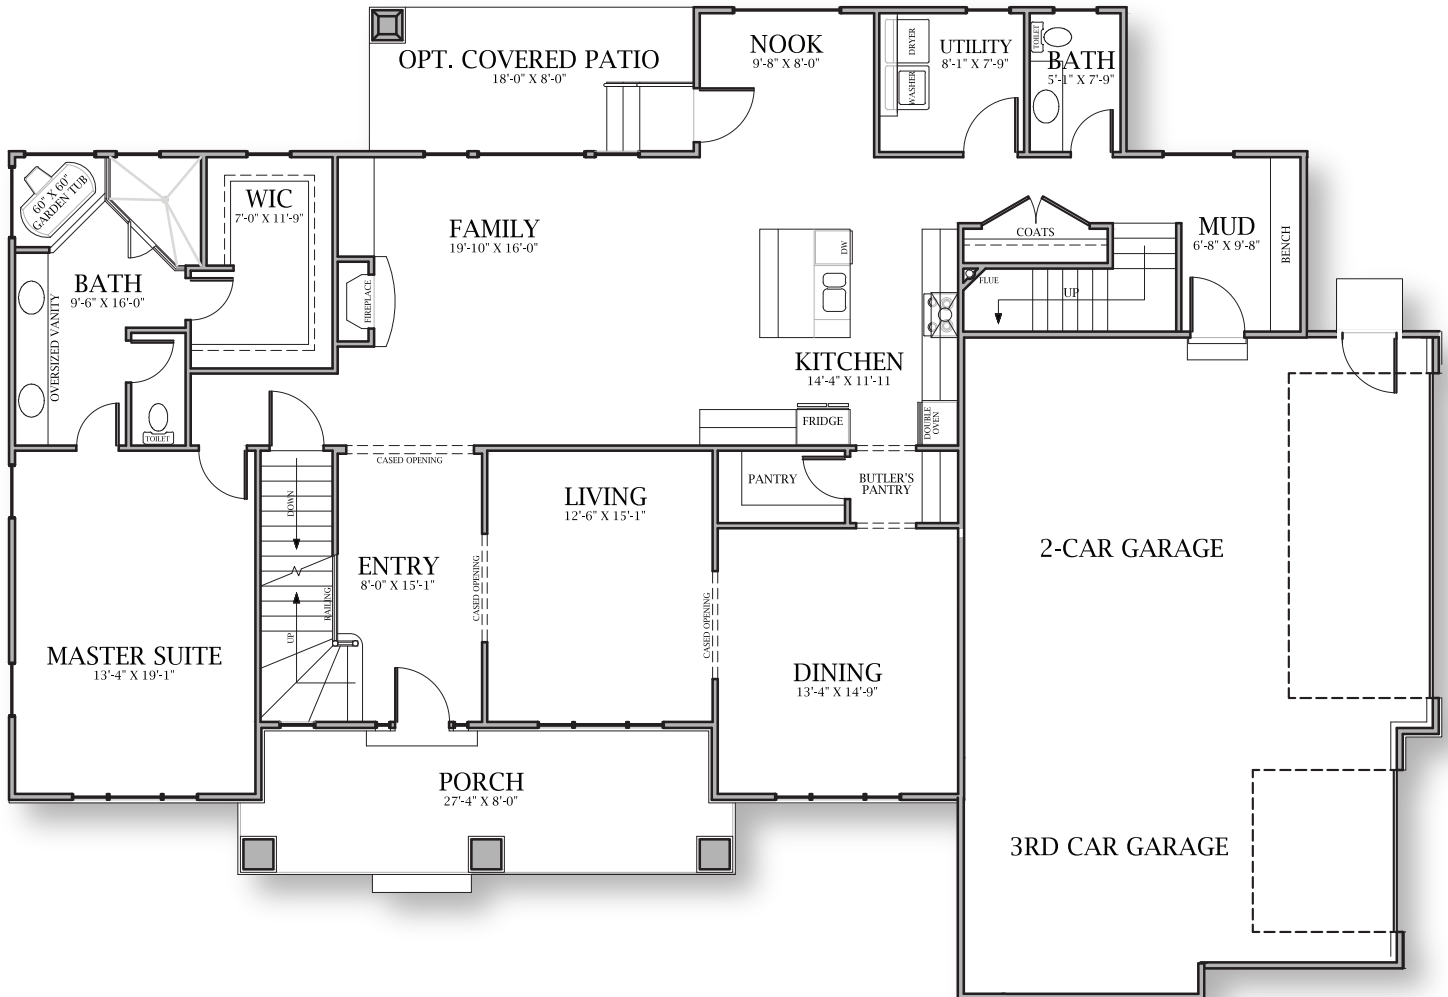 OPT. COVERED PATIO
18'-0" X 8'-0"
NOOK
9'-8" X 8'-0"
DRYER
WASHER
UTILITY
8'-1" X 7'-9"
TOILET
BATH
5'-1" X 7'-9"
60" X 60"
GARDEN TUB
WIC
7'-0" X 11'-9"
FAMILY
19'-10" X 16'-0"
DW
COATS
MUD
6'-8" X 9'-8"
BENCH
BATH
9'-6" X 16'-0"
OVERSIZED VANITY
FIREPLACE
FLUE
UP
KITCHEN
14'-4" X 11'-11
TOILET
FRIDGE
DOUBLE
OVEN
CASED OPENING
PANTRY
BUTLER'S
PANTRY
DOWN
LIVING
12'-6" X 15'-1"
ENTRY
8'-0" X 15'-1"
RAILING
UP
CASED OPENING
CASED OPENING
2-CAR GARAGE
MASTER SUITE
13'-4" X 19'-1"
DINING
13'-4" X 14'-9"
PORCH
27'-4" X 8'-0"
3RD CAR GARAGE